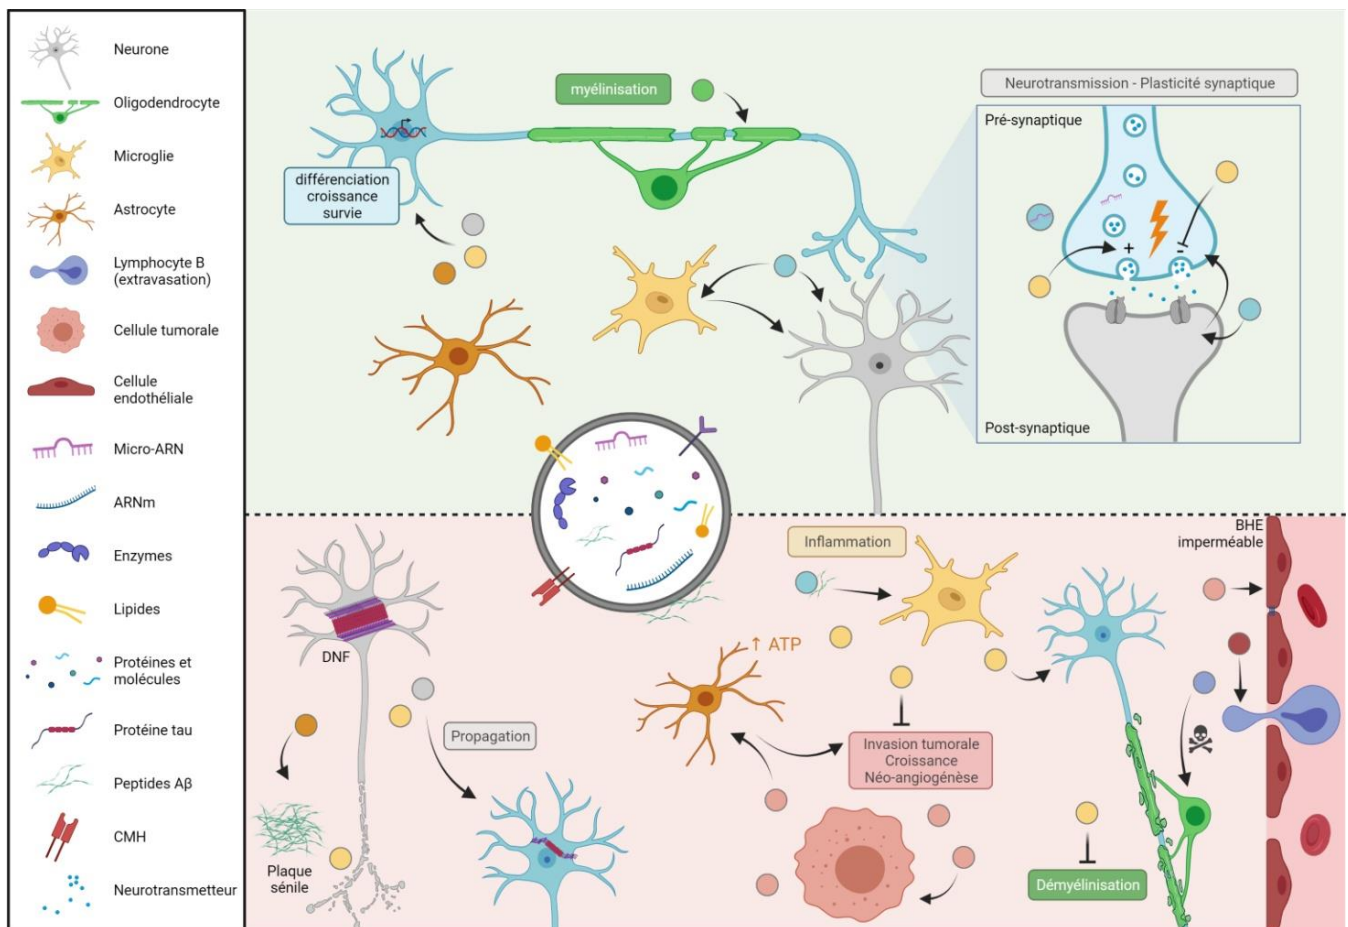 Neurone
Oligodendrocyte
Microglie
Astrocyte
Lymphocyte B
(extravasation)
Cellule tumorale
Cellule
endothéliale
Micro-ARN
ARNm
Enzymes
Lipides
Protéines et
molécules
Protéine tau
Peptides Aβ
CMH
Neurotransmetteur
myélinisation
différenciation
croissance
survie
Neurotransmission - Plasticité synaptique
Pré-synaptique
+
-
Post-synaptique
DNF
Propagation
Plaque
sénile
Inflammation
↑ ATP
Invasion tumorale
Croissance
Néo-angiogénèse
BHE
imperméable
Démyélinisation